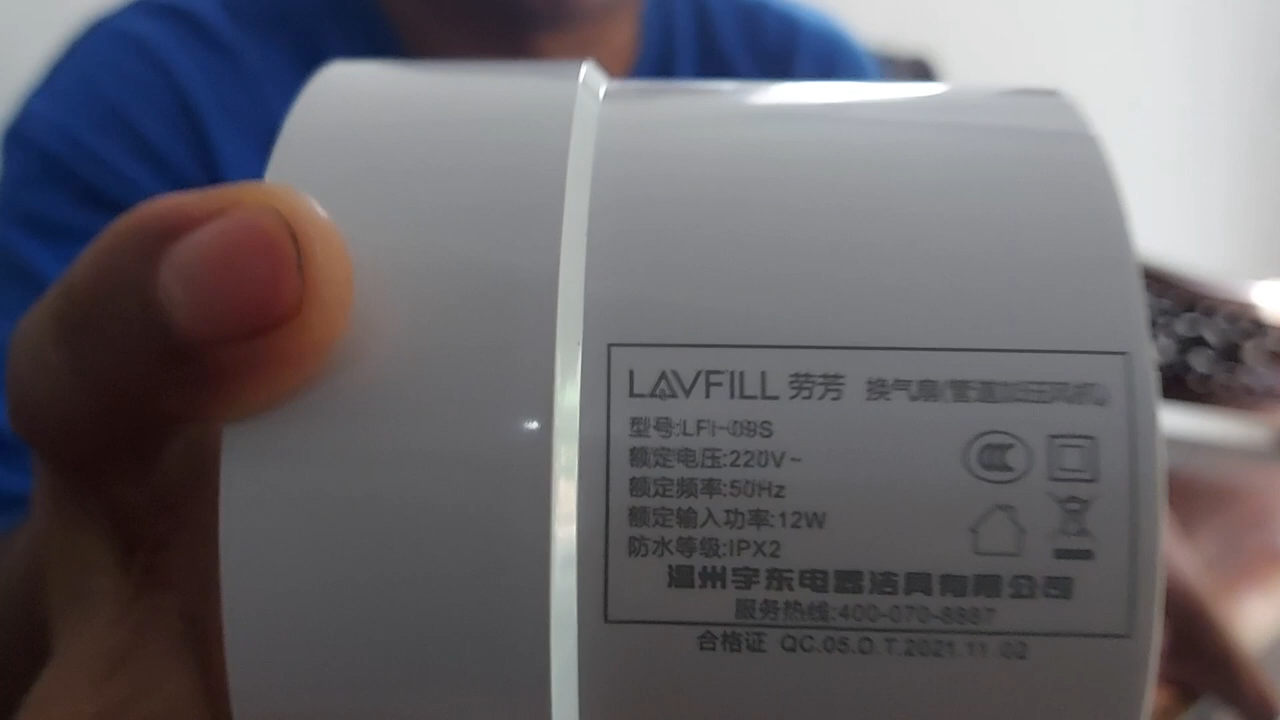 LAVFILL 劳芳 换气扇(管道加压风机)
型号:LFI-09S
额定电压:220V~
额定频率:50Hz
额定输入功率:12W
防水等级:IPX2
温州宇东电器洁具有限公司
服务热线:400-070-8887
合格证 QC.05.D.T.2021.11.02